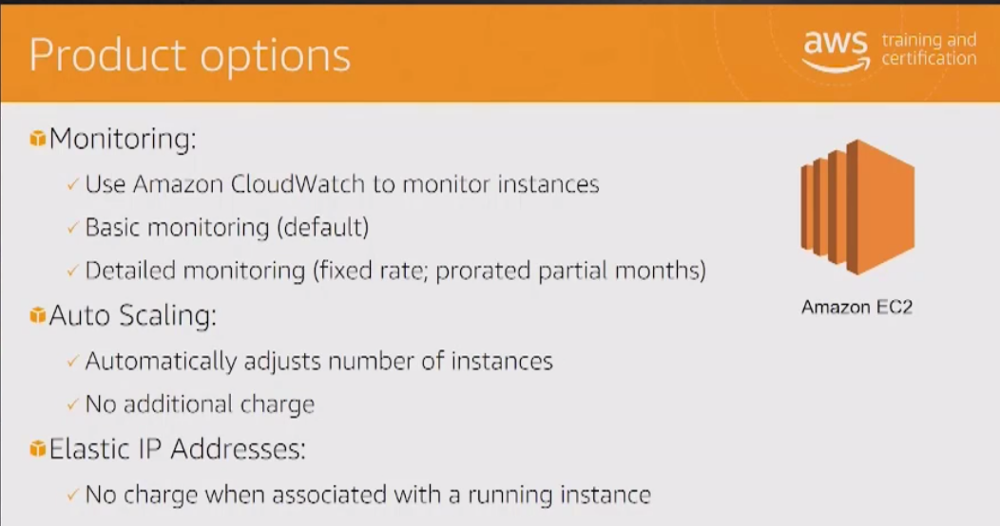 Product options
aws training and
certification
Monitoring:
✓ Use Amazon CloudWatch to monitor instances
✓ Basic monitoring (default)
✓ Detailed monitoring (fixed rate; prorated partial months)
Amazon EC2
Auto Scaling:
✓ Automatically adjusts number of instances
✓ No additional charge
Elastic IP Addresses:
✓ No charge when associated with a running instance